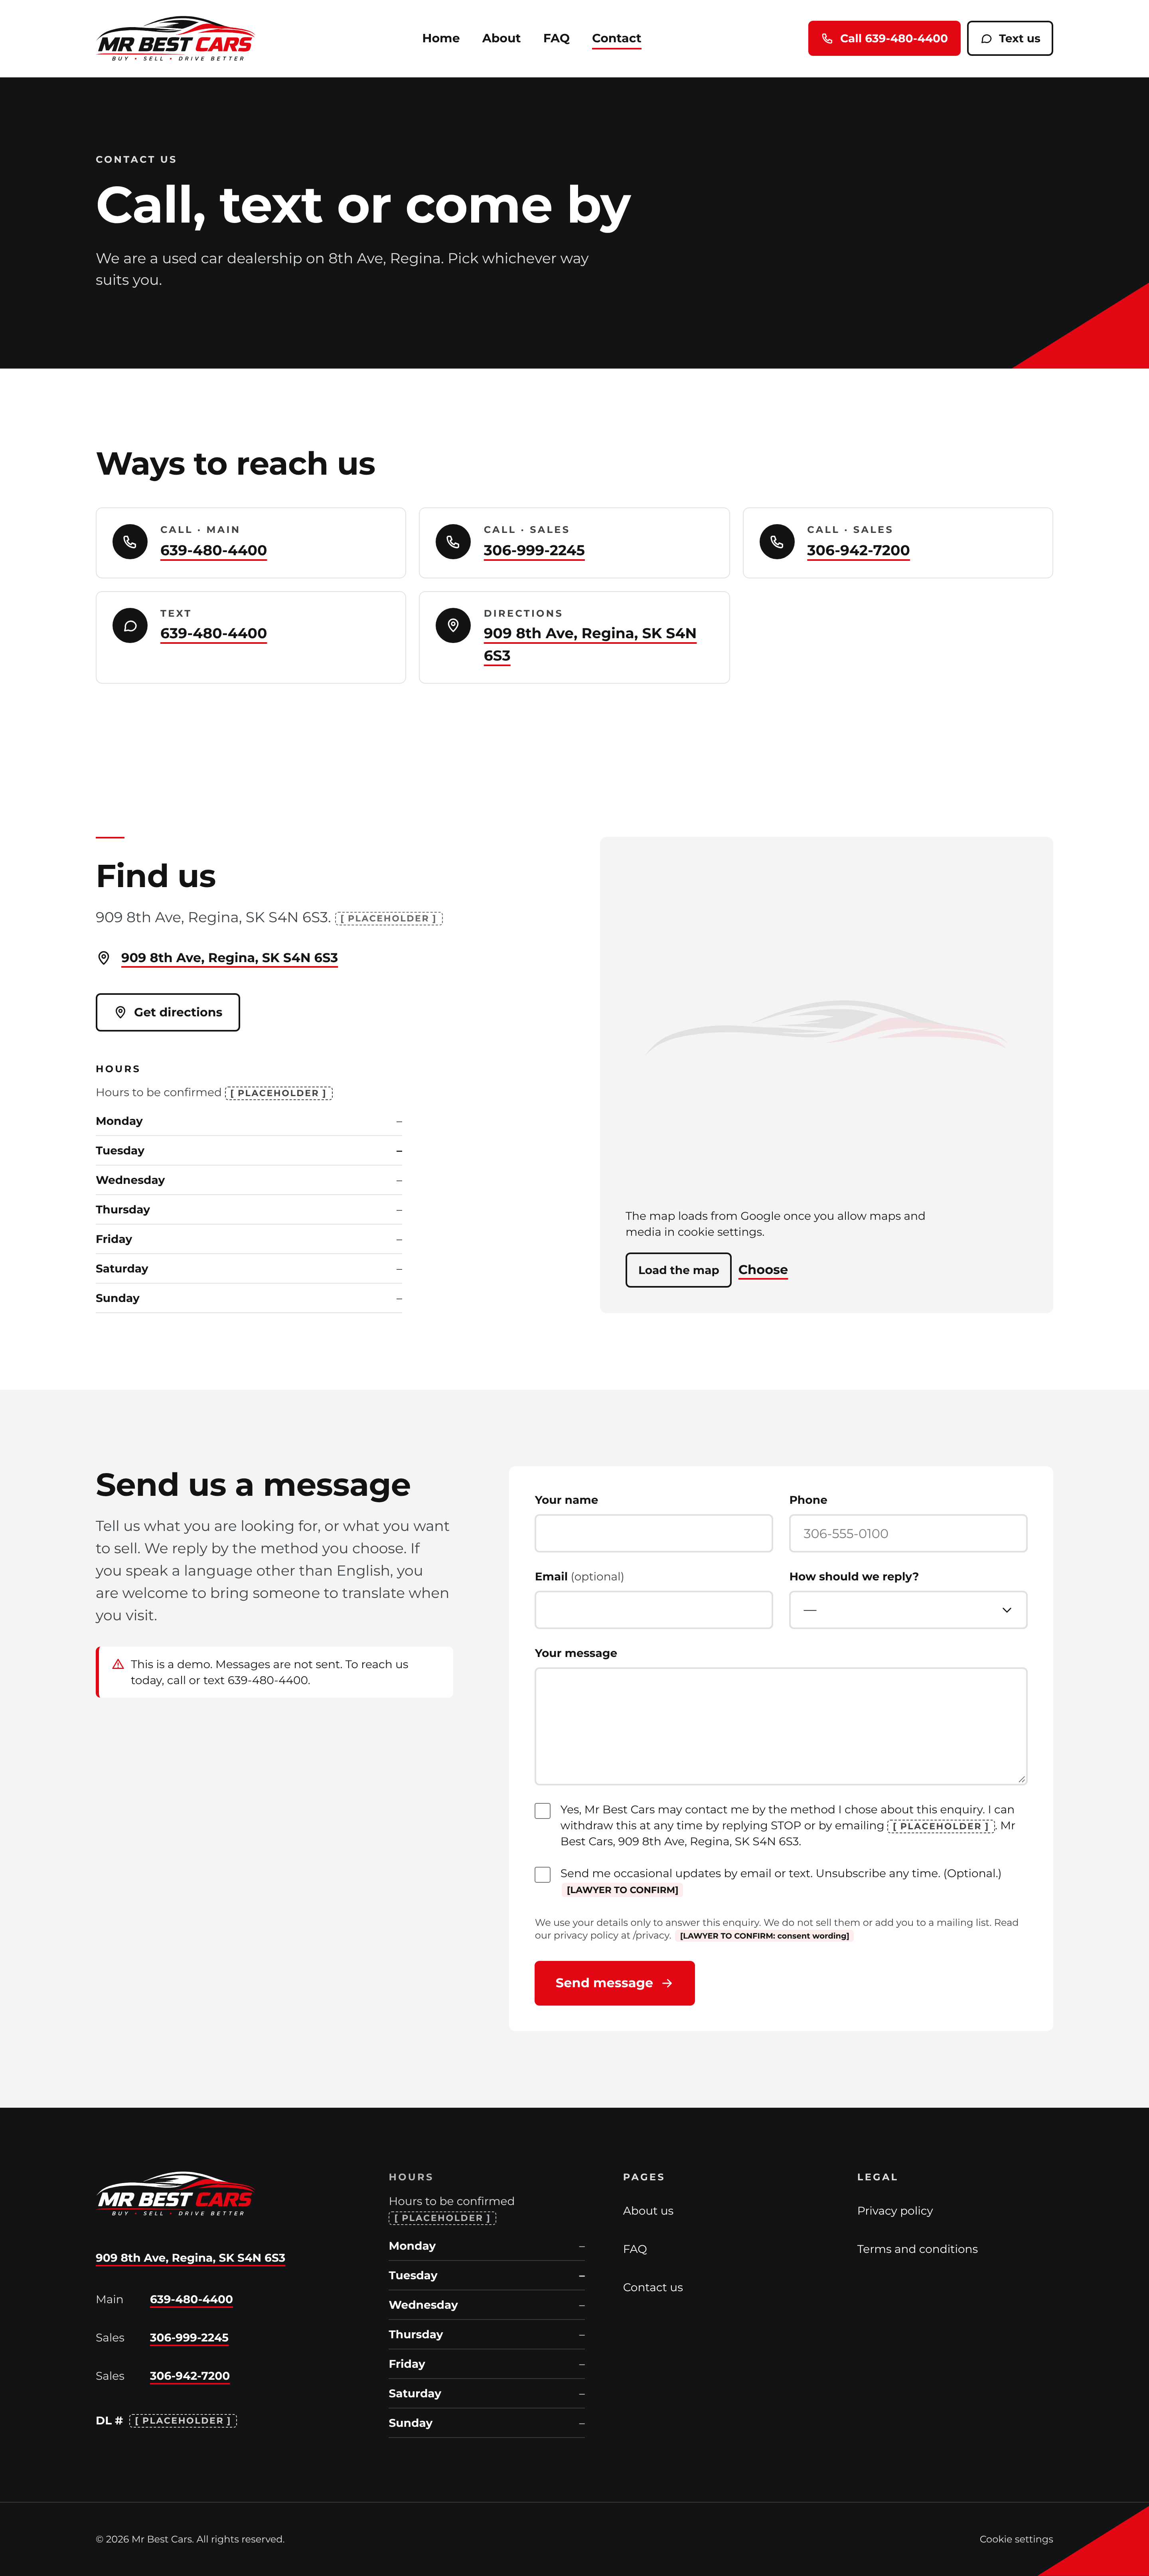 MR BEST CARS
BUY • SELL • DRIVE BETTER
Home
About
FAQ
Contact
Call 639-480-4400
Text us
CONTACT US
Call, text or come by
We are a used car dealership on 8th Ave, Regina. Pick whichever way
suits you.
Ways to reach us
CALL · MAIN
639-480-4400
CALL · SALES
306-999-2245
CALL · SALES
306-942-7200
TEXT
639-480-4400
DIRECTIONS
909 8th Ave, Regina, SK S4N
6S3
Find us
909 8th Ave, Regina, SK S4N 6S3. [ PLACEHOLDER ]
909 8th Ave, Regina, SK S4N 6S3
Get directions
HOURS
Hours to be confirmed [ PLACEHOLDER ]
Monday –
Tuesday –
Wednesday –
Thursday –
Friday –
Saturday –
Sunday –
The map loads from Google once you allow maps and
media in cookie settings.
Load the map
Choose
Send us a message
Tell us what you are looking for, or what you want
to sell. We reply by the method you choose. If
you speak a language other than English, you
are welcome to bring someone to translate when
you visit.
This is a demo. Messages are not sent. To reach us
today, call or text 639-480-4400.
Your name
Phone
306-555-0100
Email (optional)
How should we reply?
—
Your message
Yes, Mr Best Cars may contact me by the method I chose about this enquiry. I can
withdraw this at any time by replying STOP or by emailing [ PLACEHOLDER ]. Mr
Best Cars, 909 8th Ave, Regina, SK S4N 6S3.
Send me occasional updates by email or text. Unsubscribe any time. (Optional.)
[LAWYER TO CONFIRM]
We use your details only to answer this enquiry. We do not sell them or add you to a mailing list. Read
our privacy policy at /privacy. [LAWYER TO CONFIRM: consent wording]
Send message
MR BEST CARS
BUY • SELL • DRIVE BETTER
909 8th Ave, Regina, SK S4N 6S3
Main 639-480-4400
Sales 306-999-2245
Sales 306-942-7200
DL # [ PLACEHOLDER ]
HOURS
Hours to be confirmed
[ PLACEHOLDER ]
Monday –
Tuesday –
Wednesday –
Thursday –
Friday –
Saturday –
Sunday –
PAGES
About us
FAQ
Contact us
LEGAL
Privacy policy
Terms and conditions
© 2026 Mr Best Cars. All rights reserved.
Cookie settings